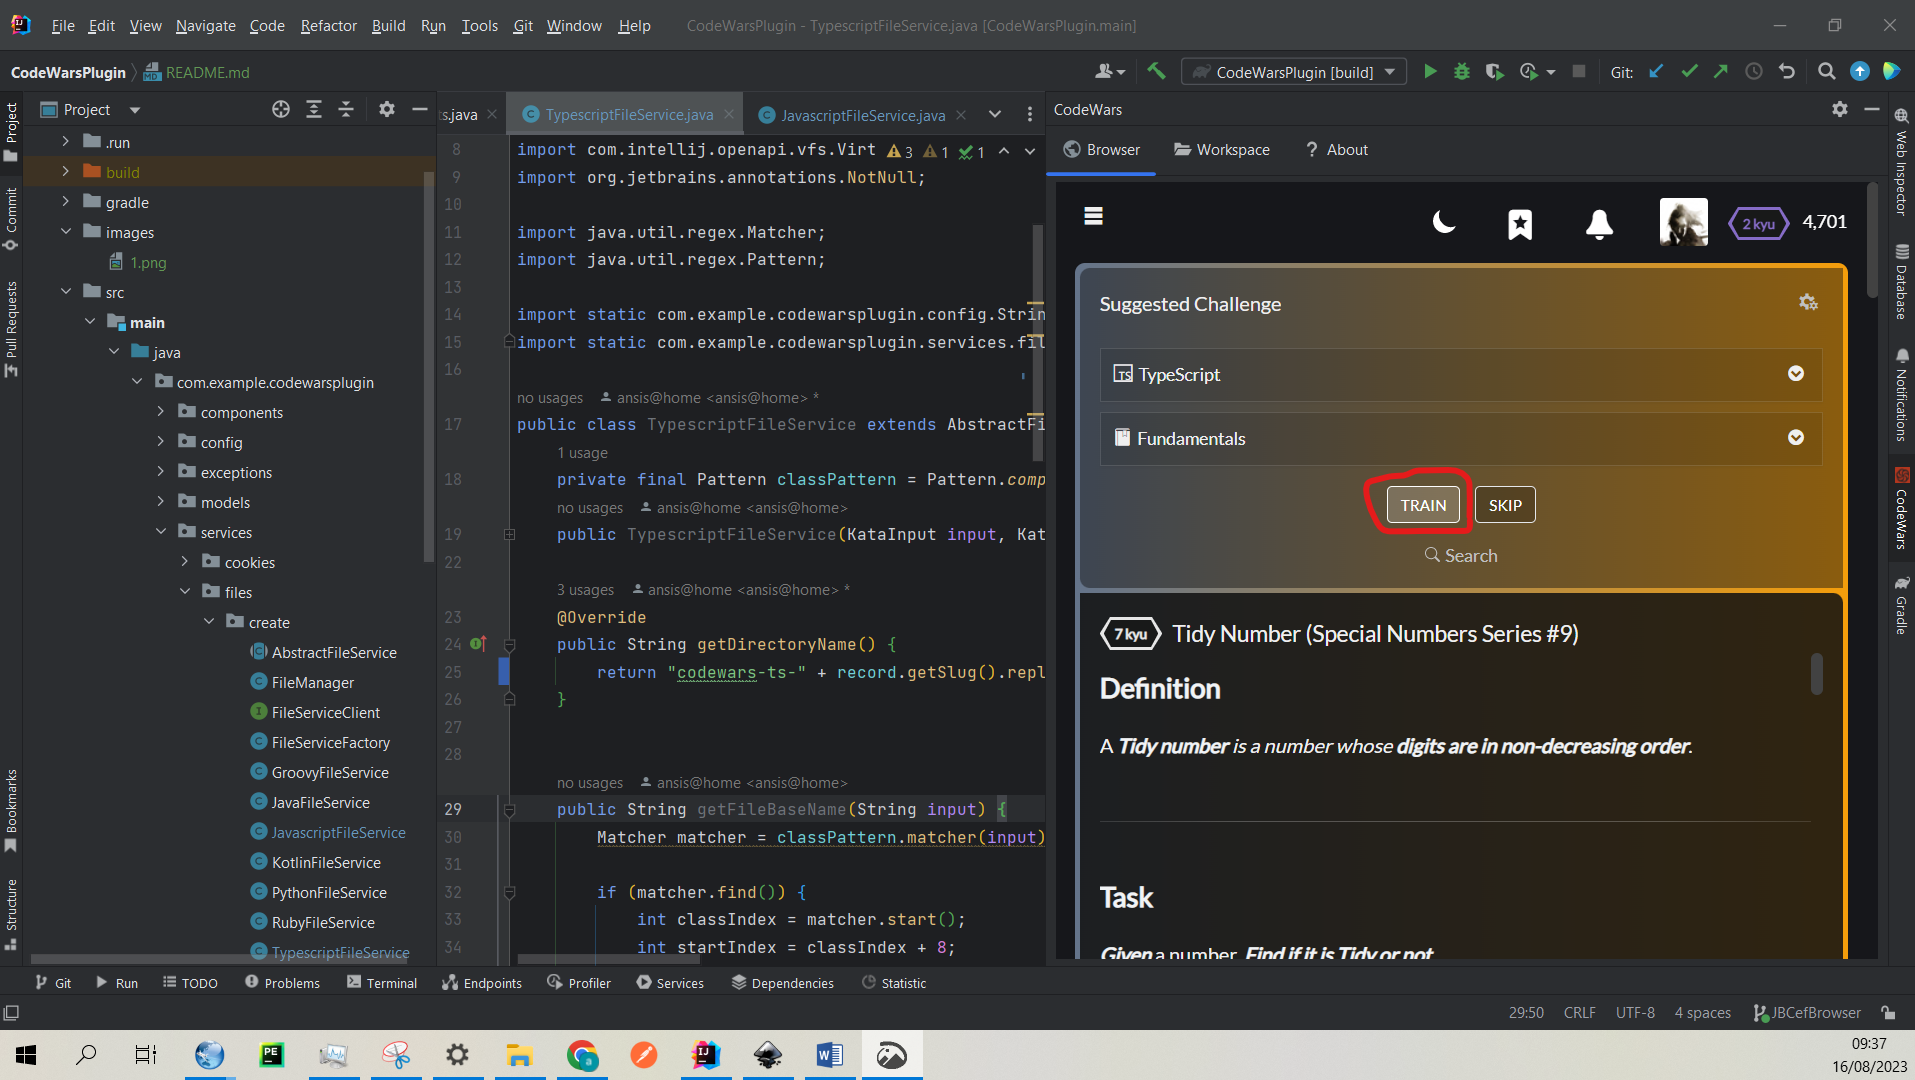 File Edit View Navigate Code Refactor Build Run Tools Git Window Help CodeWarsPlugin - TypescriptFileService.java [CodeWarsPlugin.main]
CodeWarsPlugin README.md CodeWarsPlugin [build] Git:
Project
.run
build
gradle
images
1.png
src
main
java
com.example.codewarsplugin
components
config
exceptions
models
services
cookies
files
create
AbstractFileService
FileManager
FileServiceClient
FileServiceFactory
GroovyFileService
JavaFileService
JavascriptFileService
KotlinFileService
PythonFileService
RubyFileService
TypescriptFileService
Project
Commit
Pull Requests
Bookmarks
Structure
ts.java TypescriptFileService.java JavascriptFileService.java
8 import com.intellij.openapi.vfs.Virt 3 1 1
9 import org.jetbrains.annotations.NotNull;
10
11 import java.util.regex.Matcher;
12 import java.util.regex.Pattern;
13
14 import static com.example.codewarsplugin.config.Strin
15 import static com.example.codewarsplugin.services.fil
16
no usages ansis@home <ansis@home> *
17 public class TypescriptFileService extends AbstractFi
1 usage
18 private final Pattern classPattern = Pattern.comp
no usages ansis@home <ansis@home>
19 public TypescriptFileService(KataInput input, Kat
22
3 usages ansis@home <ansis@home> *
23 @Override
24 public String getDirectoryName() {
25 return "codewars-ts-" + record.getSlug().repl
26 }
27
28
no usages ansis@home <ansis@home>
29 public String getFileBaseName(String input) {
30 Matcher matcher = classPattern.matcher(input)
31
32 if (matcher.find()) {
33 int classIndex = matcher.start();
34 int startIndex = classIndex + 8;
CodeWars
Browser Workspace ? About
2 kyu 4,701
Suggested Challenge
TS TypeScript
Fundamentals
TRAIN SKIP
Search
7 kyu Tidy Number (Special Numbers Series #9)
Definition
A Tidy number is a number whose digits are in non-decreasing order.
Task
Given a number, Find if it is Tidy or not
Web Inspector
Database
Notifications
CodeWars
Gradle
Git Run TODO Problems Terminal Endpoints Profiler Services Dependencies Statistic
29:50 CRLF UTF-8 4 spaces JBCefBrowser
09:37
16/08/2023